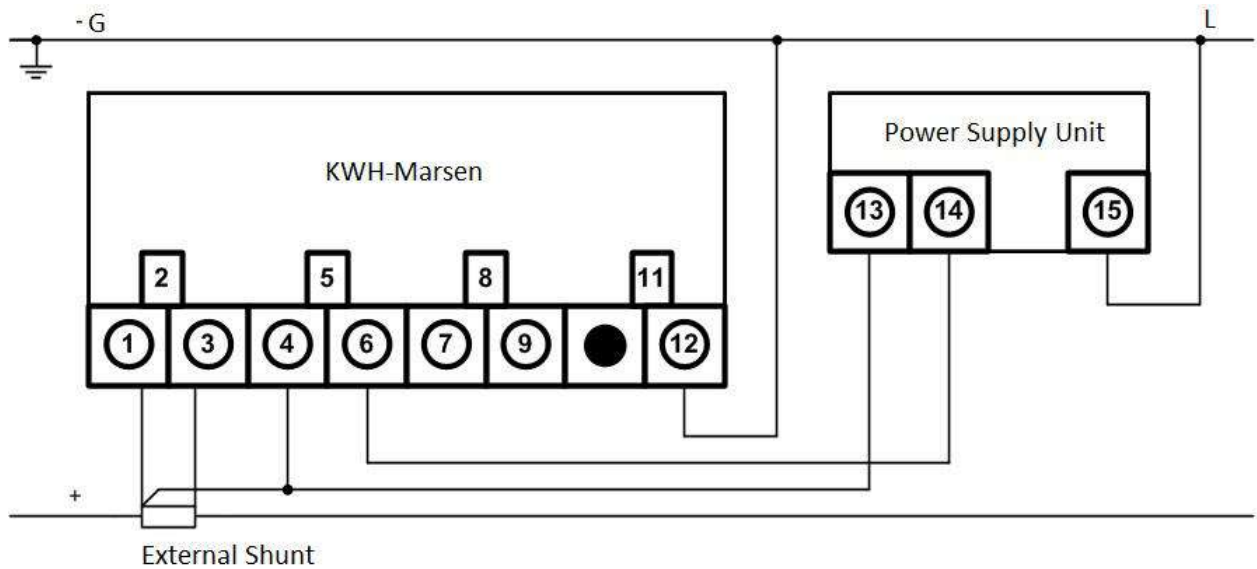 - G
L
KWH-Marsen
Power Supply Unit
13 14 15
2 5 8 11
1 3 4 6 7 9 12
+
External Shunt